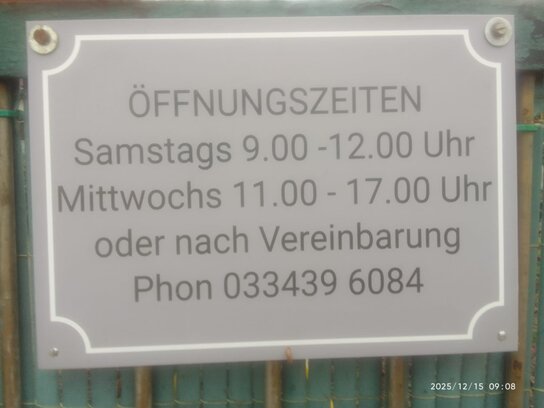 ÖFFNUNGSZEITEN
Samstags 9.00 -12.00 Uhr
Mittwochs 11.00 - 17.00 Uhr
oder nach Vereinbarung
Phon 033439 6084
2025/12/15 09:08